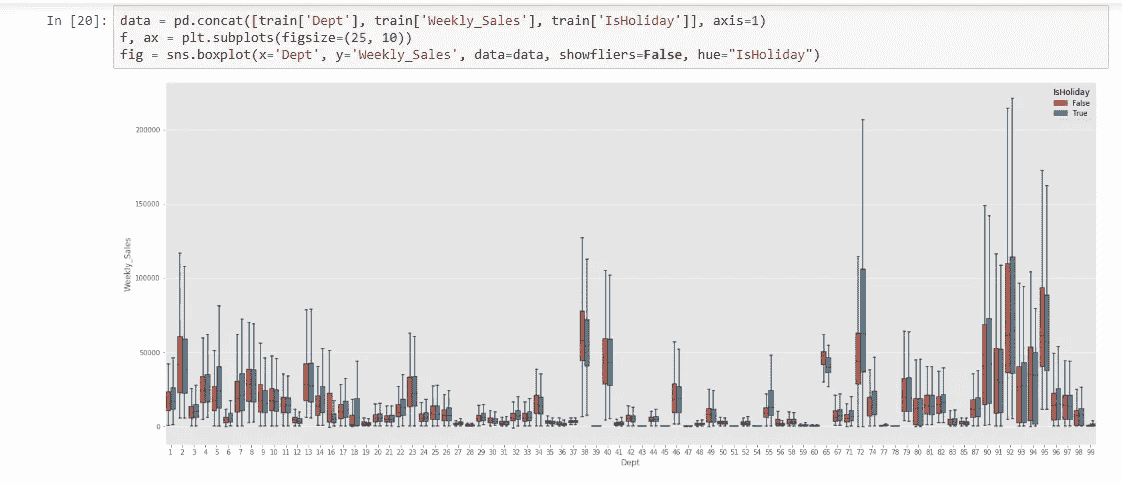 In [20]: data = pd.concat([train['Dept'], train['Weekly_Sales'], train['IsHoliday']], axis=1)
f, ax = plt.subplots(figsize=(25, 10))
fig = sns.boxplot(x='Dept', y='Weekly_Sales', data=data, showfliers=False, hue="IsHoliday")
IsHoliday
False
True
200000
150000
100000
50000
0
Weekly_Sales
1 2 3 4 5 6 7 8 9 10 11 12 13 14 16 17 18 19 20 21 22 23 24 25 26 27 28 29 30 31 32 33 34 35 36 37 38 39 40 41 42 43 44 45 46 47 48 49 50 51 52 54 55 56 58 59 60 65 67 71 72 74 77 78 79 80 81 82 83 85 87 90 91 92 93 94 95 96 97 98 99
Dept